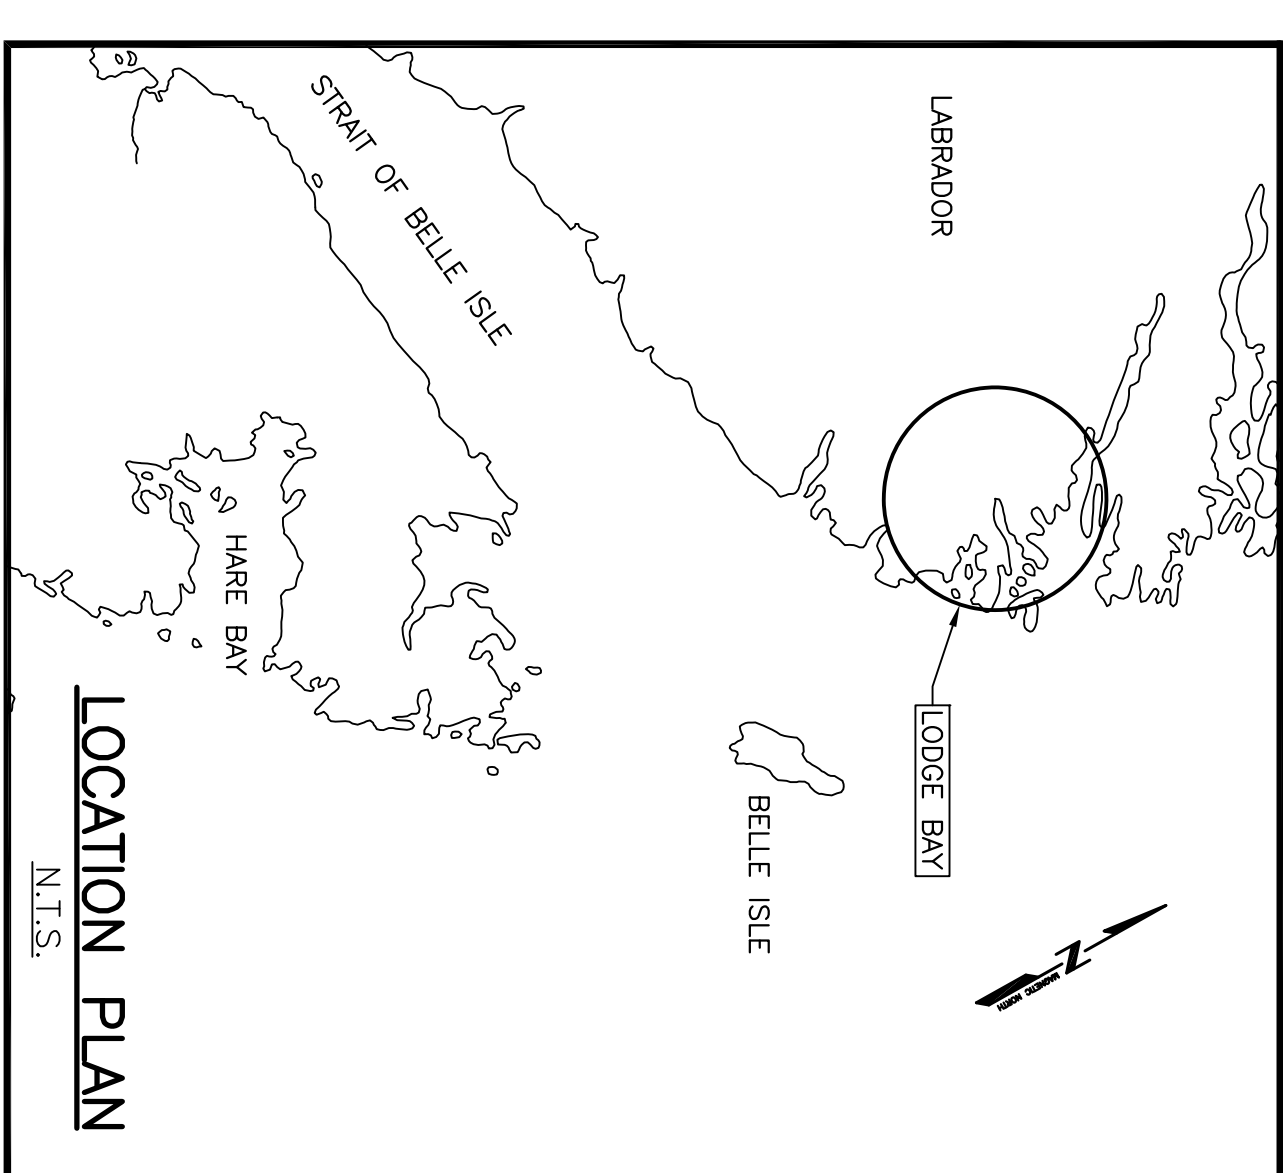 LABRADOR
STRAIT OF BELLE ISLE
LODGE BAY
BELLE ISLE
HARE BAY
N
MAGNETIC NORTH
LOCATION PLAN
N.T.S.